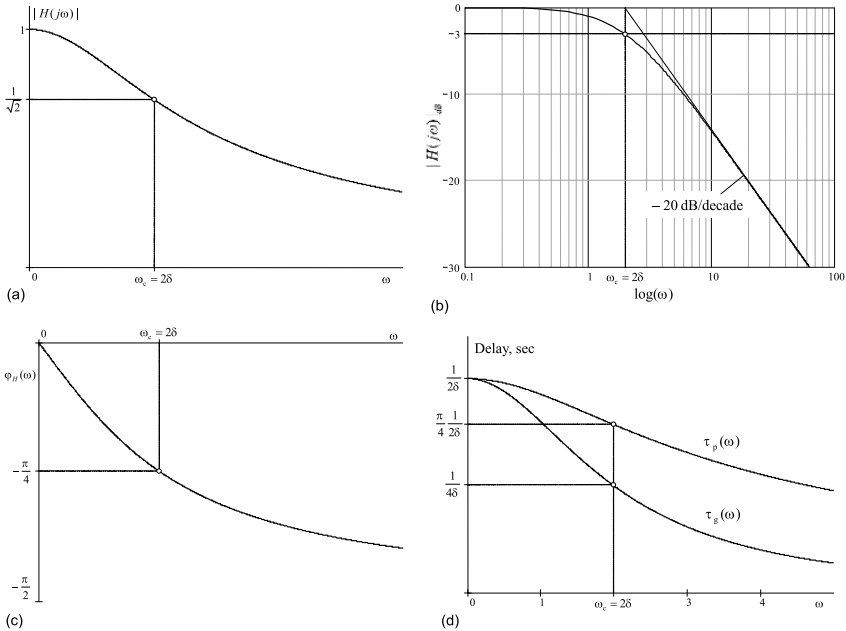 |H(jω)|
1
1/√2
0
ω_c = 2δ
ω
(a)
0
−3
−10
−20
−30
|H(jω)|_dB
− 20 dB/decade
0.1
1
ω_c = 2δ
10
100
log(ω)
(b)
0
ω_c = 2δ
ω
φ_H(ω)
−π/4
−π/2
(c)
Delay, sec
1/2δ
π/4 1/2δ
1/4δ
τ_p(ω)
τ_g(ω)
0
1
ω_c = 2δ
3
4
ω
(d)